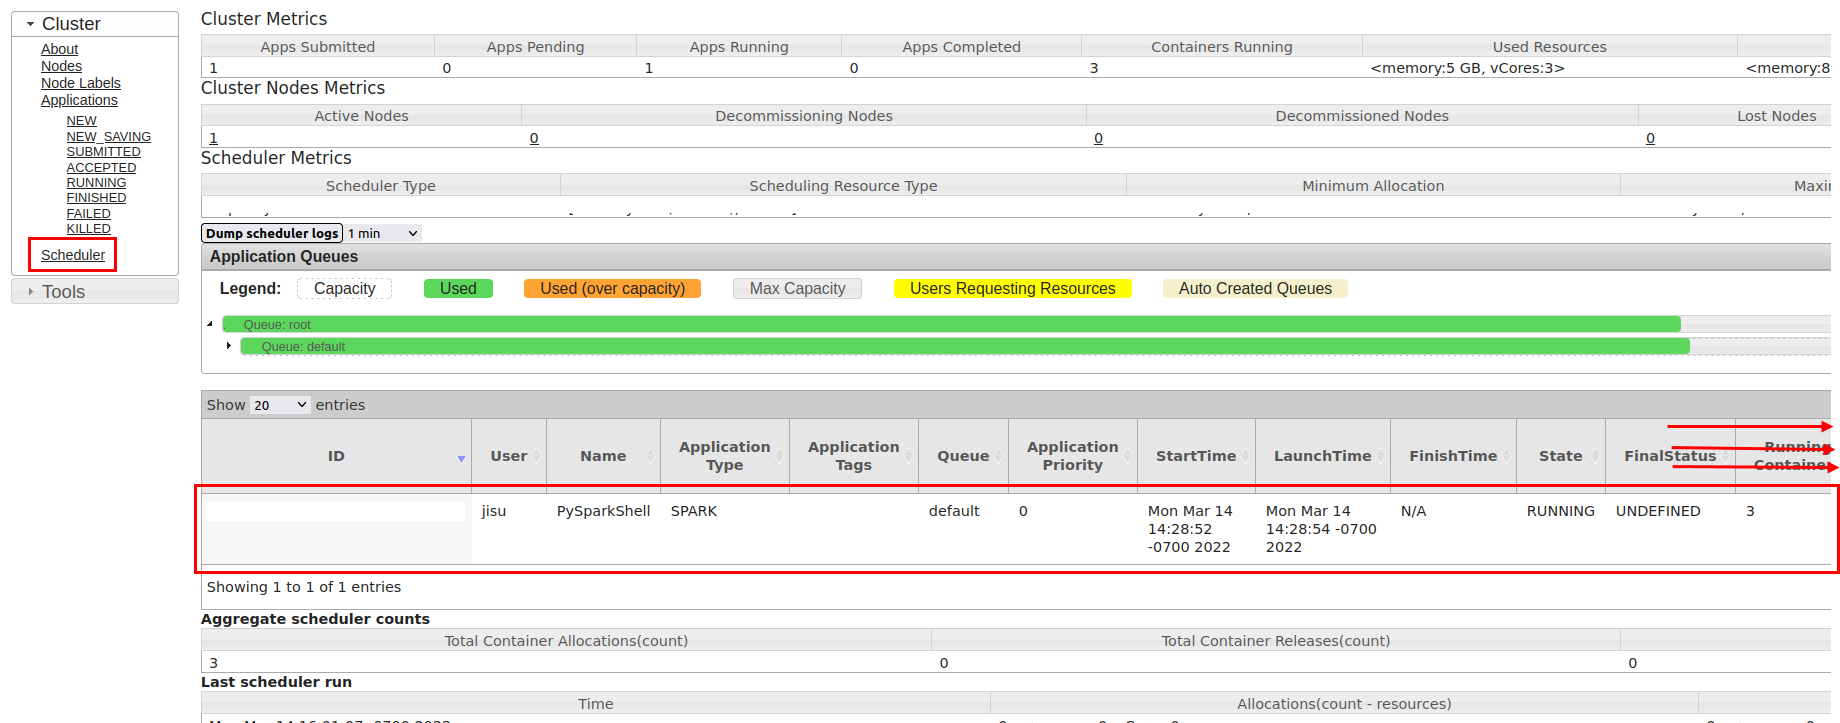 Cluster
About
Nodes
Node Labels
Applications
NEW
NEW_SAVING
SUBMITTED
ACCEPTED
RUNNING
FINISHED
FAILED
KILLED
Scheduler
Tools
Cluster Metrics
Apps Submitted Apps Pending Apps Running Apps Completed Containers Running Used Resources
1 0 1 0 3 <memory:5 GB, vCores:3> <memory:8
Cluster Nodes Metrics
Active Nodes Decommissioning Nodes Decommissioned Nodes Lost Nodes
1 0 0 0
Scheduler Metrics
Scheduler Type Scheduling Resource Type Minimum Allocation Maxi
Dump scheduler logs 1 min
Application Queues
Legend: Capacity Used Used (over capacity) Max Capacity Users Requesting Resources Auto Created Queues
Queue: root
Queue: default
Show 20 entries
ID User Name Application Type Application Tags Queue Application Priority StartTime LaunchTime FinishTime State FinalStatus Running Container
jisu PySparkShell SPARK default 0 Mon Mar 14 14:28:52 -0700 2022 Mon Mar 14 14:28:54 -0700 2022 N/A RUNNING UNDEFINED 3
Showing 1 to 1 of 1 entries
Aggregate scheduler counts
Total Container Allocations(count) Total Container Releases(count)
3 0 0
Last scheduler run
Time Allocations(count - resources)